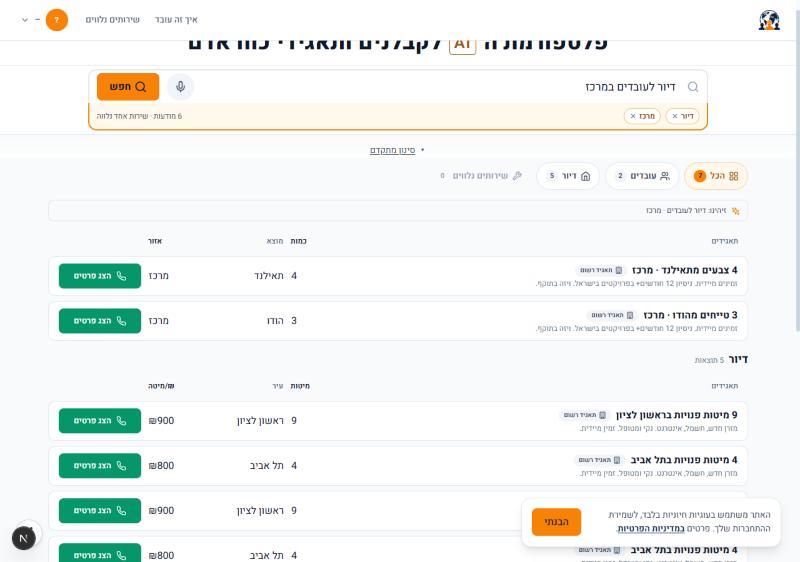 איך זה עובד
שירותים נלווים
?
פלטפורמת ה AI לקבלנים ותאגידי כוח אדם
דיור לעובדים במרכז
חפש
דיור ×
מרכז ×
6 מודעות · שירות אחד נלווה
סינון מתקדם
הכל 7
עובדים 2
דיור 5
שירותים נלווים 0
זיהינו: דיור לעובדים · מרכז
תאגידים כמות מוצא אזור
4 צבעים מתאילנד · מרכז תאגיד רשום
זמינים מיידית. ניסיון 12 חודשים+ בפרויקטים בישראל. ויזה בתוקף.
4 תאילנד מרכז הצג פרטים
3 טייחים מהודו · מרכז תאגיד רשום
זמינים מיידית. ניסיון 12 חודשים+ בפרויקטים בישראל. ויזה בתוקף.
3 הודו מרכז הצג פרטים
דיור 5 תוצאות
תאגידים מיטות עיר ₪/מיטה
9 מיטות פנויות בראשון לציון תאגיד רשום
מזגן חדש, חשמל, אינטרנט. נקי ומטופל. זמין מיידית.
9 ראשון לציון ₪900 הצג פרטים
4 מיטות פנויות בתל אביב תאגיד רשום
מזגן חדש, חשמל, אינטרנט. נקי ומטופל. זמין מיידית.
4 תל אביב ₪800 הצג פרטים
9 ראשון לציון ₪900 הצג פרטים
4 מיטות פנויות בתל אביב תאגיד רשום
4 תל אביב ₪800 הצג פרטים
האתר משתמש בעוגיות חיוניות בלבד, לשמירת
ההתחברות שלך. פרטים במדיניות הפרטיות.
הבנתי
N